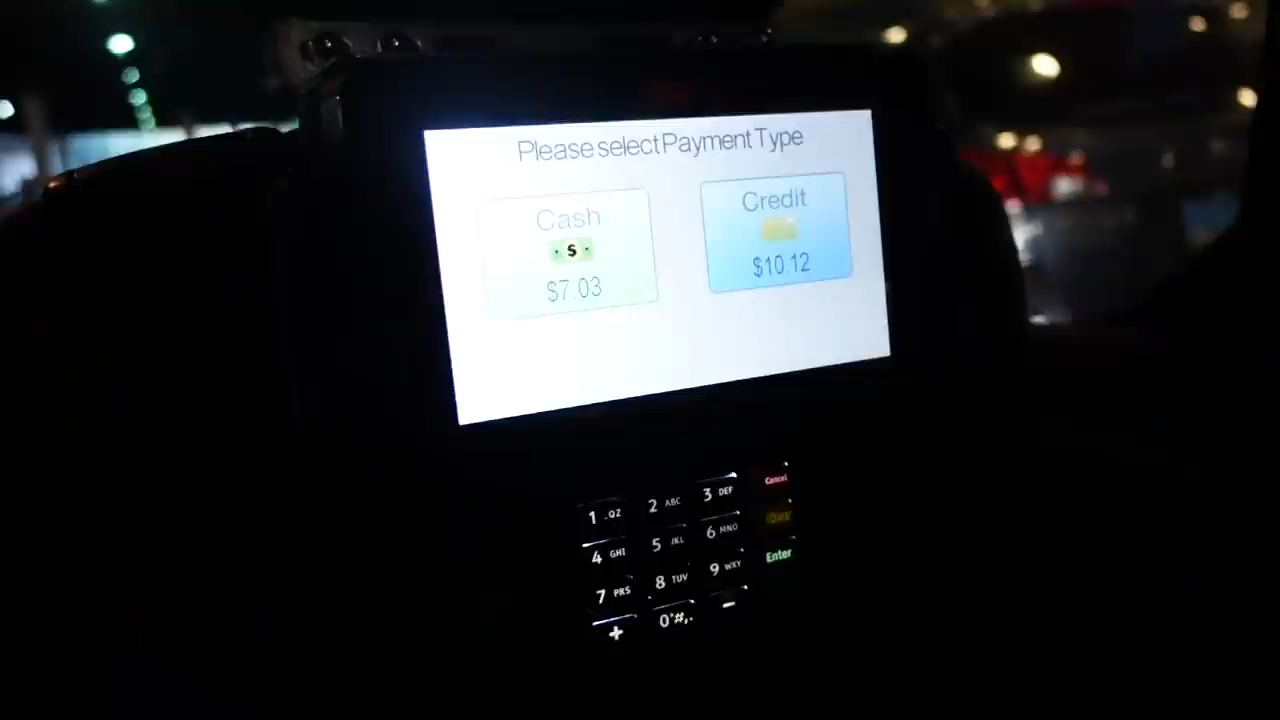 Please select Payment Type
Cash
$
$7.03
Credit
$10.12
1 .QZ
2 ABC
3 DEF
Cancel
4 GHI
5 JKL
6 MNO
Clear
7 PRS
8 TUV
9 WXY
Enter
+
0*#,.
-